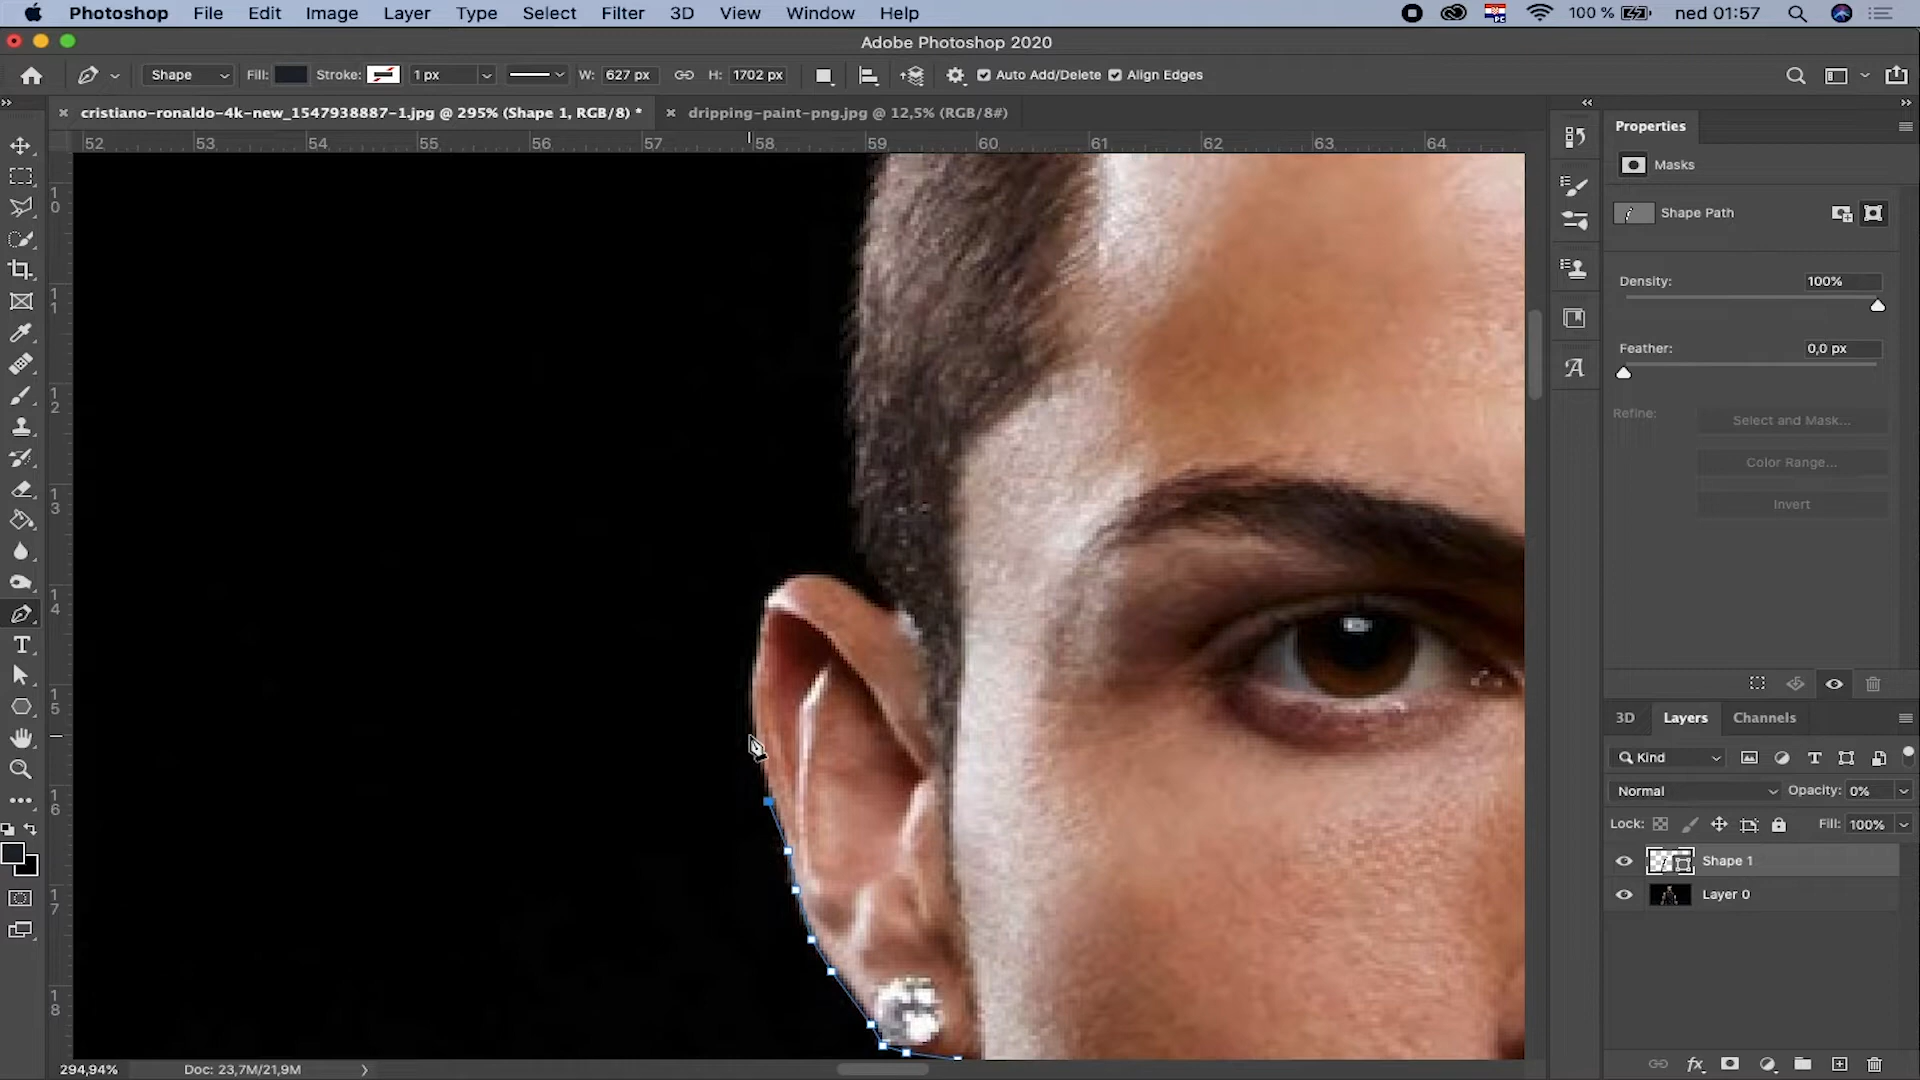 Photoshop File Edit Image Layer Type Select Filter 3D View Window Help 100 % ned 01:57
Adobe Photoshop 2020
Shape Fill: Stroke: 1 px W: 627 px H: 1702 px Auto Add/Delete Align Edges
cristiano-ronaldo-4k-new_1547938887-1.jpg @ 295% (Shape 1, RGB/8) * dripping-paint-png.jpg @ 12,5% (RGB/8#)
52 53 54 55 56 57 58 59 60 61 62 63 64
10
11
12
13
14
15
16
17
18
Properties
Masks
Shape Path
Density: 100%
Feather: 0,0 px
Refine: Select and Mask...
Color Range...
Invert
3D Layers Channels
Kind
Normal Opacity: 0%
Lock: Fill: 100%
Shape 1
Layer 0
fx
294,94% Doc: 23,7M/21,9M